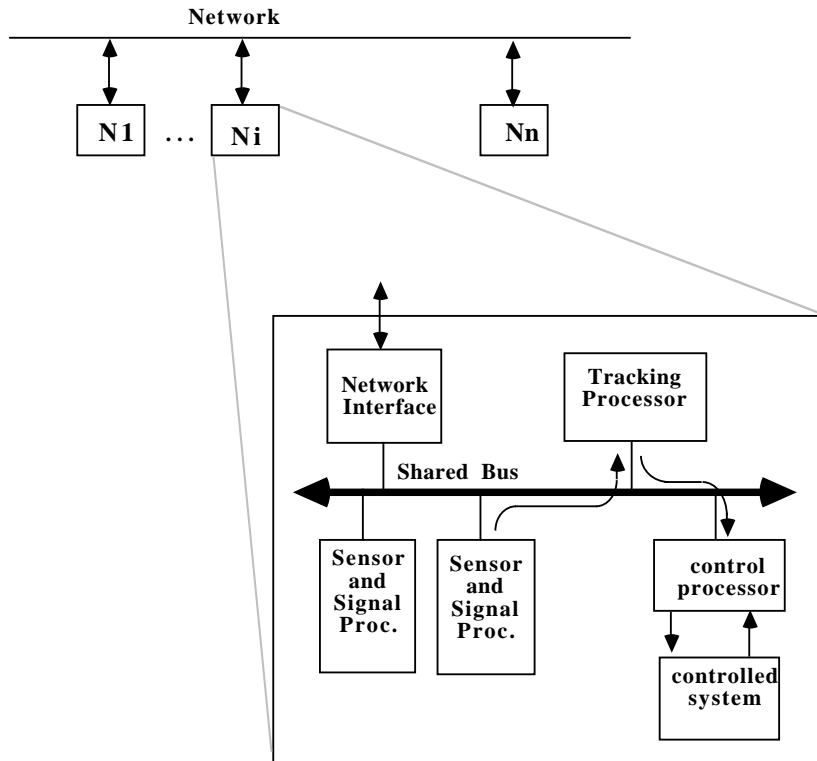 Network
N1
...
Ni
Nn
Network
Interface
Tracking
Processor
Shared Bus
Sensor
and
Signal
Proc.
Sensor
and
Signal
Proc.
control
processor
controlled
system